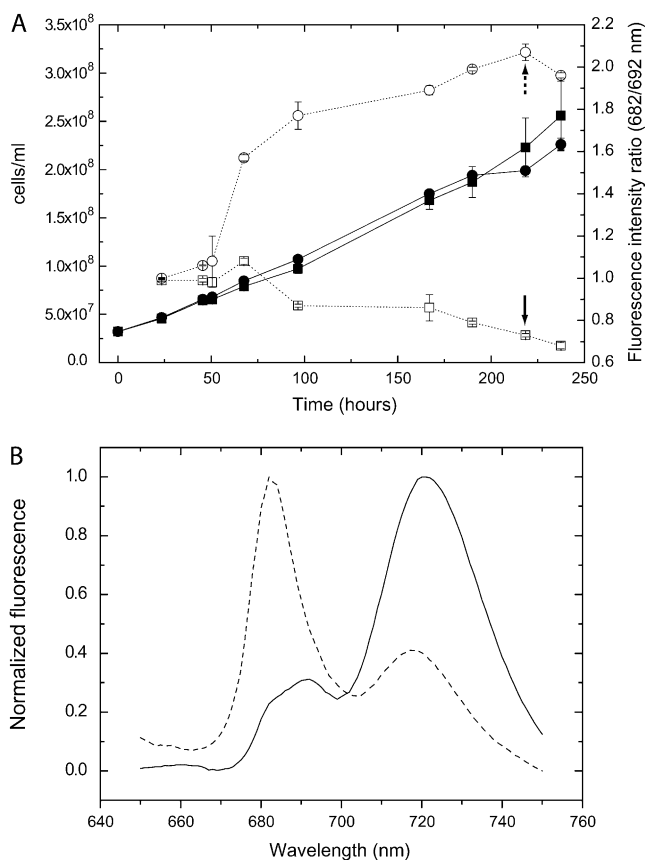 A
3.5x10⁸
3.0x10⁸
2.5x10⁸
2.0x10⁸
1.5x10⁸
1.0x10⁸
5.0x10⁷
0.0
cells/ml
2.2
2.0
1.8
1.6
1.4
1.2
1.0
0.8
0.6
Fluorescence intensity ratio (682/692 nm)
0 50 100 150 200 250
Time (hours)
B
1.0
0.8
0.6
0.4
0.2
0.0
Normalized fluorescence
640 660 680 700 720 740 760
Wavelength (nm)